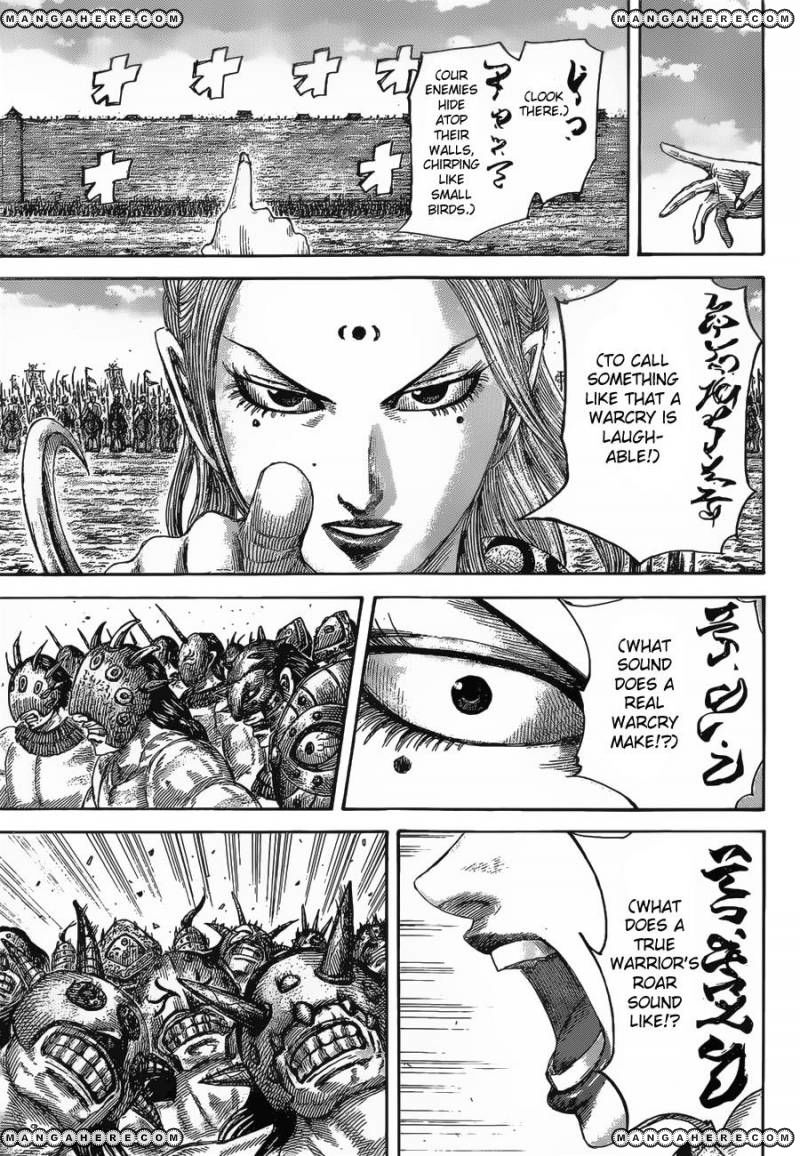 MANGAHERE.COM
MANGAHERE.COM
(LOOK
THERE.)
(OUR
ENEMIES
HIDE
ATOP
THEIR
WALLS,
CHIRPING
LIKE
SMALL
BIRDS.)
オ オ オ オ
オ オ
(TO CALL
SOMETHING
LIKE THAT A
WARCRY IS
LAUGH-
ABLE!)
(WHAT
SOUND
DOES A
REAL
WARCRY
MAKE!?)
(WHAT
DOES A
TRUE
WARRIOR'S
ROAR
SOUND
LIKE!?
MANGAHERE.COM
MANGAHERE.COM